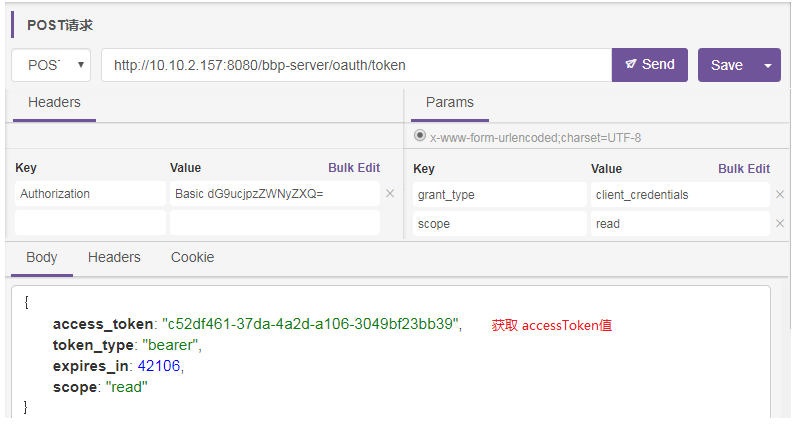 POST请求
POST http://10.10.2.157:8080/bbp-server/oauth/token Send Save
Headers Params
x-www-form-urlencoded;charset=UTF-8
Key Value Bulk Edit Key Value Bulk Edit
Authorization Basic dG9ucjpzZWNyZXQ= × grant_type client_credentials ×
scope read ×
Body Headers Cookie
{
access_token: "c52df461-37da-4a2d-a106-3049bf23bb39", 获取 accessToken值
token_type: "bearer",
expires_in: 42106,
scope: "read"
}